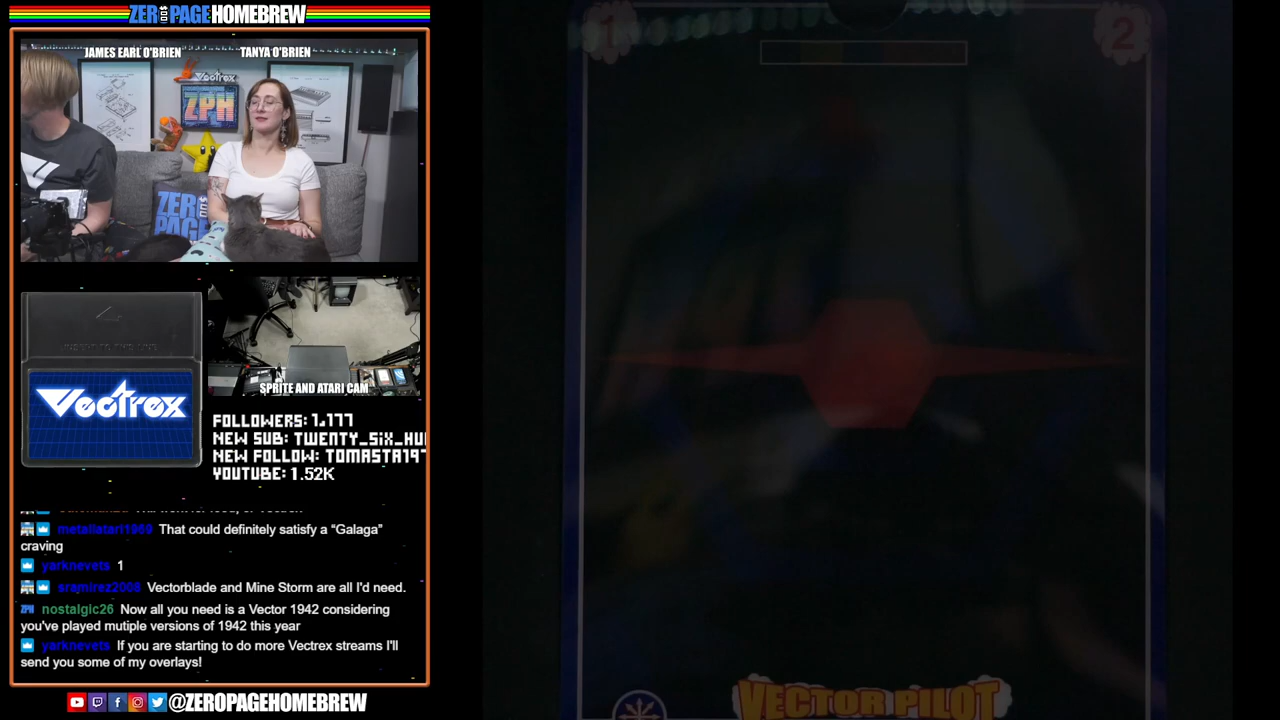 ZERO PAGE HOMEBREW
JAMES EARL O'BRIEN
TANYA O'BRIEN
Vectrex
ZPH
ZERO
PAGE
Vectrex
SPRITE AND ATARI CAM
FOLLOWERS: 1,177
NEW SUB: TWENTY_SIX_HU
NEW FOLLOW: TOMASTA197
YOUTUBE: 1.52K
metallatari1969 That could definitely satisfy a “Galaga”
craving
yarknevets 1
sramirez2008 Vectorblade and Mine Storm are all I'd need.
nostalgic26 Now all you need is a Vector 1942 considering
you've played mutiple versions of 1942 this year
yarknevets If you are starting to do more Vectrex streams I'll
send you some of my overlays!
@ZEROPAGEHOMEBREW
1
2
VECTOR PILOT